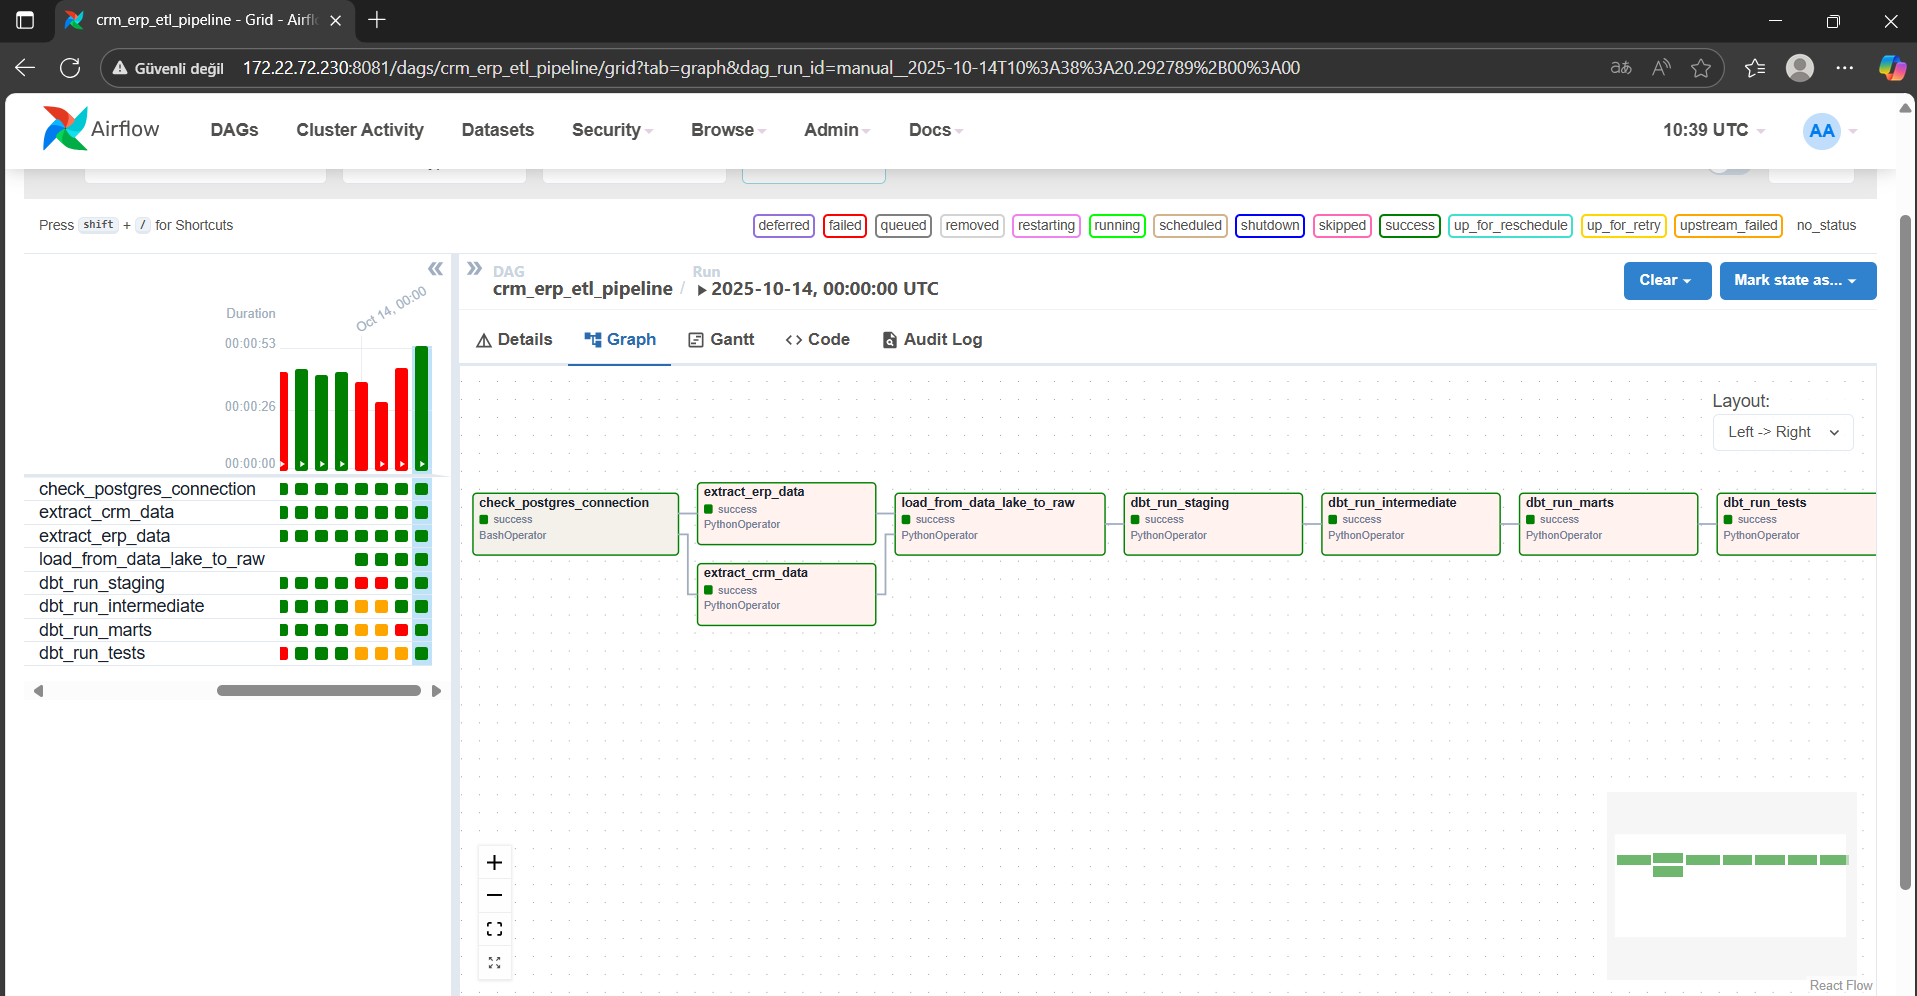 crm_erp_etl_pipeline - Grid - Airfl
Güvenli değil 172.22.72.230:8081/dags/crm_erp_etl_pipeline/grid?tab=graph&dag_run_id=manual__2025-10-14T10%3A38%3A20.292789%2B00%3A00
Airflow DAGs Cluster Activity Datasets Security Browse Admin Docs 10:39 UTC AA
Press shift + / for Shortcuts
deferred failed queued removed restarting running scheduled shutdown skipped success up_for_reschedule up_for_retry upstream_failed no_status
DAG
crm_erp_etl_pipeline / Run
2025-10-14, 00:00:00 UTC
Clear Mark state as...
Details Graph Gantt Code Audit Log
Oct 14, 00:00
Duration
00:00:53
00:00:26
00:00:00
check_postgres_connection
extract_crm_data
extract_erp_data
load_from_data_lake_to_raw
dbt_run_staging
dbt_run_intermediate
dbt_run_marts
dbt_run_tests
Layout:
Left -> Right
check_postgres_connection
success
BashOperator
extract_erp_data
success
PythonOperator
extract_crm_data
success
PythonOperator
load_from_data_lake_to_raw
success
PythonOperator
dbt_run_staging
success
PythonOperator
dbt_run_intermediate
success
PythonOperator
dbt_run_marts
success
PythonOperator
dbt_run_tests
success
PythonOperator
React Flow